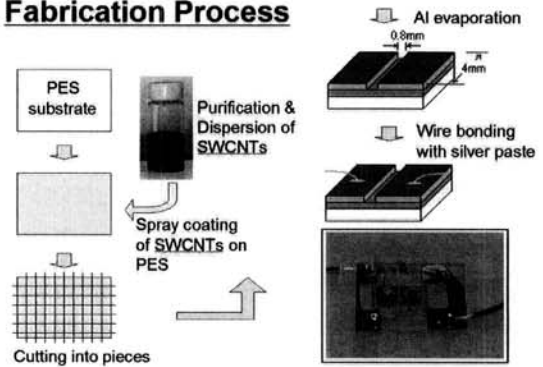 Fabrication Process
PES
substrate
Purification &
Dispersion of
SWCNTs
Spray coating
of SWCNTs on
PES
Cutting into pieces
Al evaporation
0.8mm
4mm
Wire bonding
with silver paste